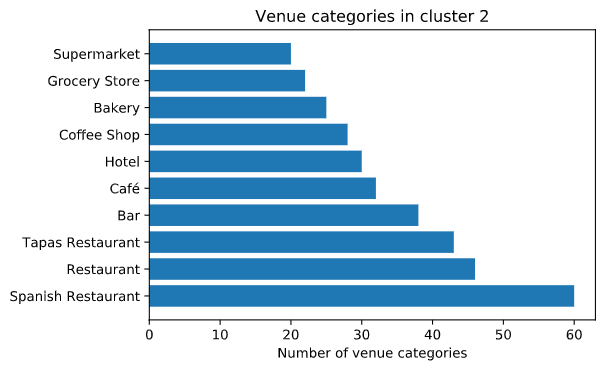 Venue categories in cluster 2
Supermarket
Grocery Store
Bakery
Coffee Shop
Hotel
Café
Bar
Tapas Restaurant
Restaurant
Spanish Restaurant
0 10 20 30 40 50 60
Number of venue categories